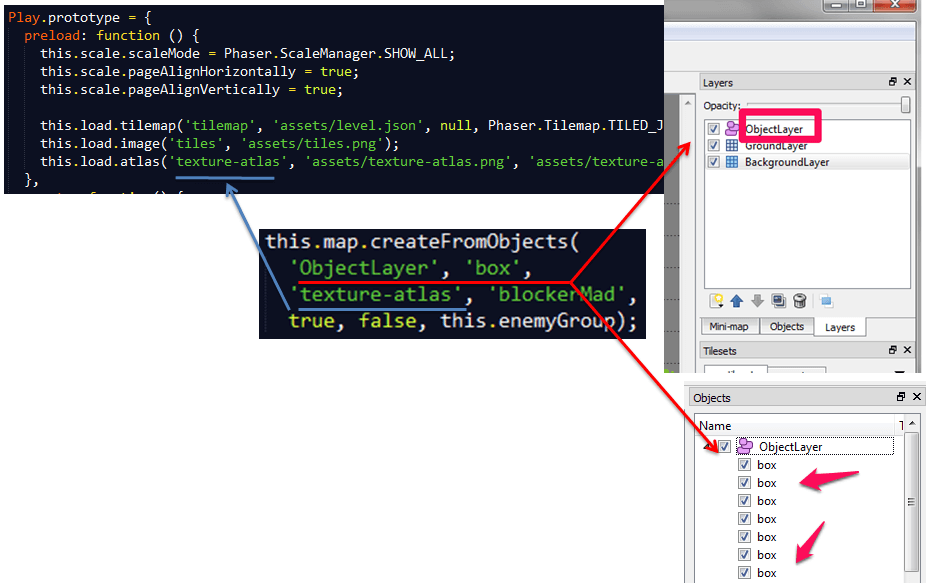 Play.prototype = {
preload: function () {
this.scale.scaleMode = Phaser.ScaleManager.SHOW_ALL;
this.scale.pageAlignHorizontally = true;
this.scale.pageAlignVertically = true;
this.load.tilemap('tilemap', 'assets/level.json', null, Phaser.Tilemap.TILED_J
this.load.image('tiles', 'assets/tiles.png');
this.load.atlas('texture-atlas', 'assets/texture-atlas.png', 'assets/texture-a
},
this.map.createFromObjects(
'ObjectLayer', 'box',
'texture-atlas', 'blockerMad',
true, false, this.enemyGroup);
Layers
Opacity:
ObjectLayer
GroundLayer
BackgroundLayer
Mini-map Objects Layers
Tilesets
Objects
Name T
ObjectLayer
box
box
box
box
box
box
box